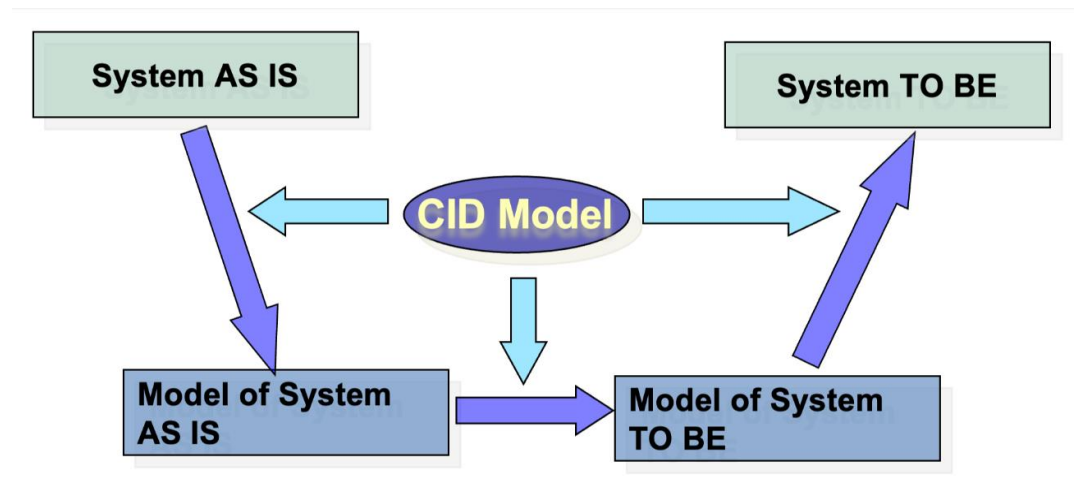 System AS IS
System TO BE
CID Model
Model of System
AS IS
Model of System
TO BE